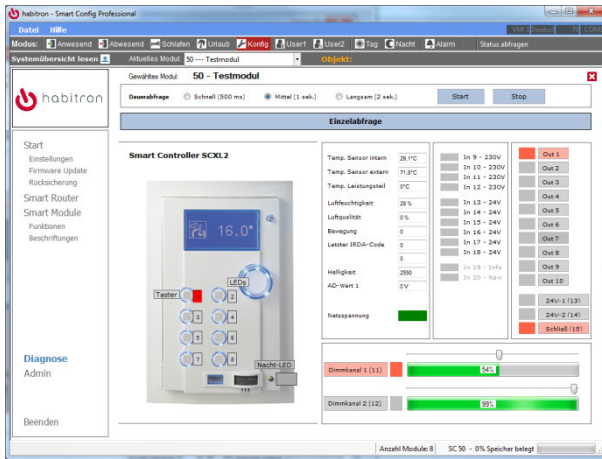 habitron - Smart Config Professional
Datei Hilfe
Modus: Anwesend Abwesend Schlafen Urlaub Konfig User1 User2 Tag Nacht Alarm Status abfragen
Systemübersicht lesen Aktuelles Modul: 50 --- Testmodul Objekt:
Gewähltes Modul: 50 - Testmodul
habitron
Dauerabfrage Schnell (500 ms) Mittel (1 sek.) Langsam (2 sek.) Start Stop
Einzelabfrage
Start
Einstellungen
Firmware Update
Rücksicherung
Smart Router
Smart Module
Funktionen
Beschriftungen
Diagnose
Admin
Beenden
Smart Controller SCXL2
16.0°
LEDs
Taster 1 2
3 4
5 6
7 8
Nacht-LED
Temp. Sensor intern 29,1°C
Temp. Sensor extern 71,8°C
Temp. Leistungsteil 0°C
Luftfeuchtigkeit 28 %
Luftqualität 0 %
Bewegung 0
Letzter IRDA-Code 0
0
Helligkeit 2550
AD-Wert 1 0 V
Netzspannung
In 9 - 230V
In 10 - 230V
In 11 - 230V
In 12 - 230V
In 13 - 24V
In 14 - 24V
In 15 - 24V
In 16 - 24V
In 17 - 24V
In 18 - 24V
In 19 - Info
In 20 - Navi
Out 1
Out 2
Out 3
Out 4
Out 5
Out 6
Out 7
Out 8
Out 9
Out 10
24V-1 (13)
24V-2 (14)
Schließ (15)
Dimmkanal 1 (11) 54%
Dimmkanal 2 (12) 99%
Anzahl Module: 8 SC 50 - 0% Speicher belegt